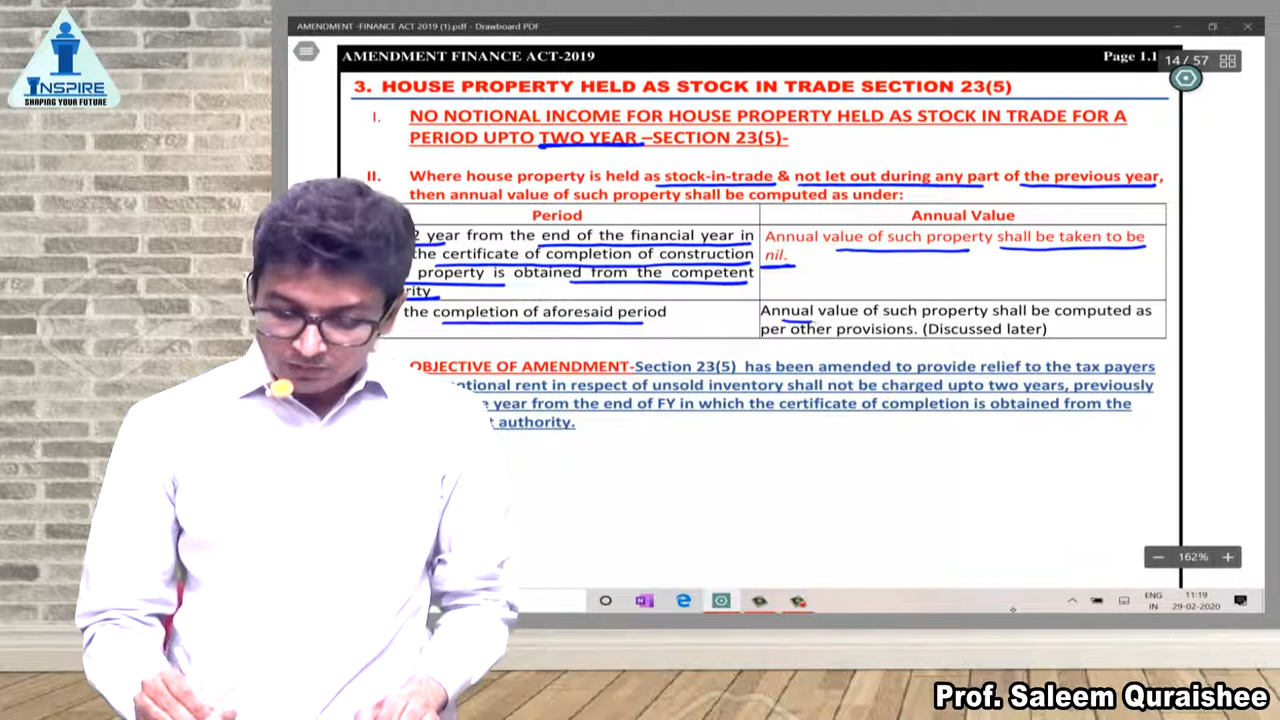 INSPIRE
SHAPING YOUR FUTURE
AMENDMENT -FINANCE ACT 2019 (1).pdf - Drawboard PDF
AMENDMENT FINANCE ACT-2019
Page 1.1
14 / 57
3. HOUSE PROPERTY HELD AS STOCK IN TRADE SECTION 23(5)
I. NO NOTIONAL INCOME FOR HOUSE PROPERTY HELD AS STOCK IN TRADE FOR A
PERIOD UPTO TWO YEAR –SECTION 23(5)-
II. Where house property is held as stock-in-trade & not let out during any part of the previous year,
then annual value of such property shall be computed as under:
Period
Annual Value
2 year from the end of the financial year in
the certificate of completion of construction
property is obtained from the competent
rity
Annual value of such property shall be taken to be
nil.
the completion of aforesaid period
Annual value of such property shall be computed as
per other provisions. (Discussed later)
OBJECTIVE OF AMENDMENT-Section 23(5) has been amended to provide relief to the tax payers
tional rent in respect of unsold inventory shall not be charged upto two years, previously
year from the end of FY in which the certificate of completion is obtained from the
authority.
162%
ENG
IN
11:19
29-02-2020
Prof. Saleem Quraishee